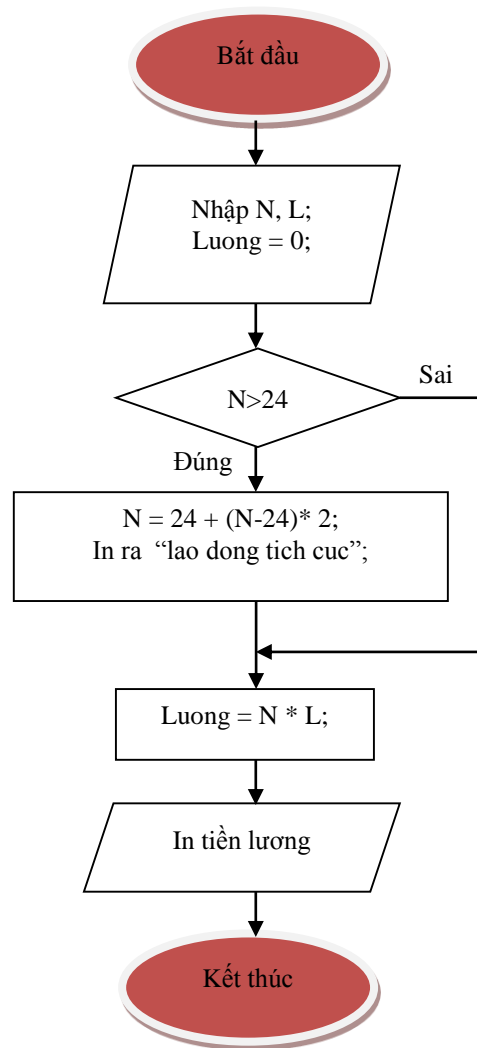 Bắt đầu
Nhập N, L;
Luong = 0;
N>24
Sai
Đúng
N = 24 + (N-24)* 2;
In ra “lao dong tich cuc”;
Luong = N * L;
In tiền lương
Kết thúc